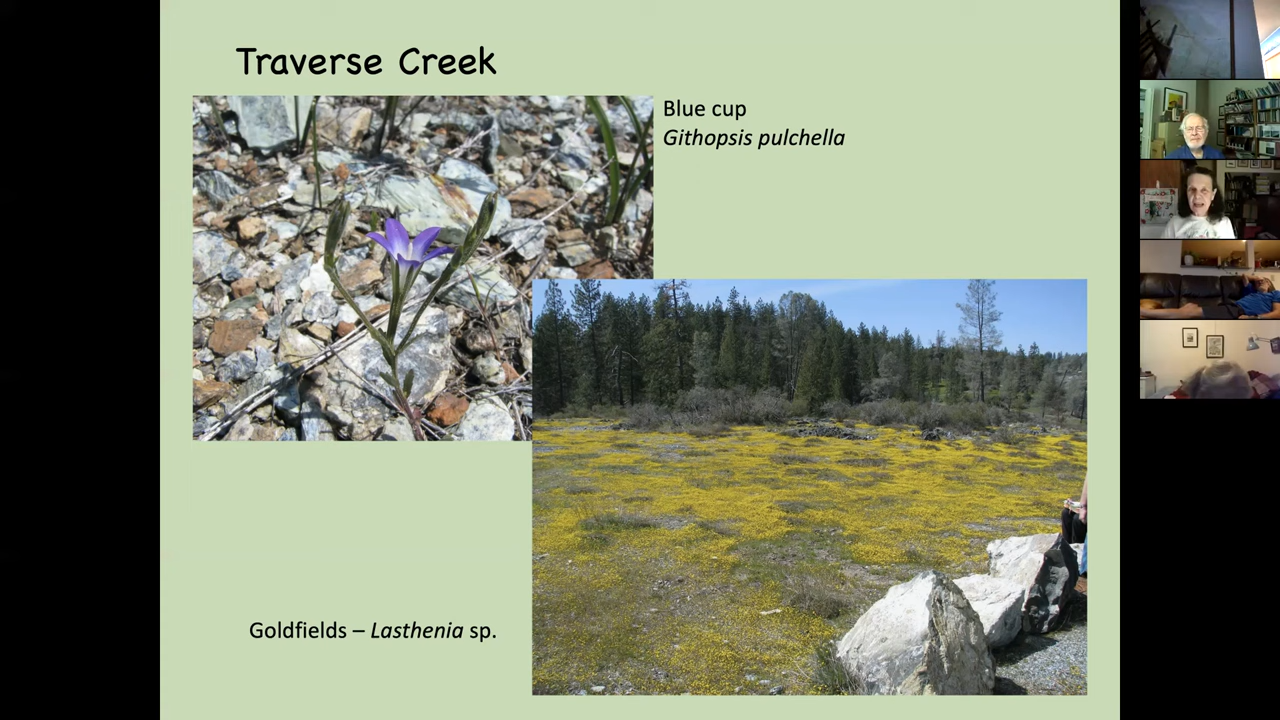 Traverse Creek
Blue cup
Githopsis pulchella
Goldfields – Lasthenia sp.